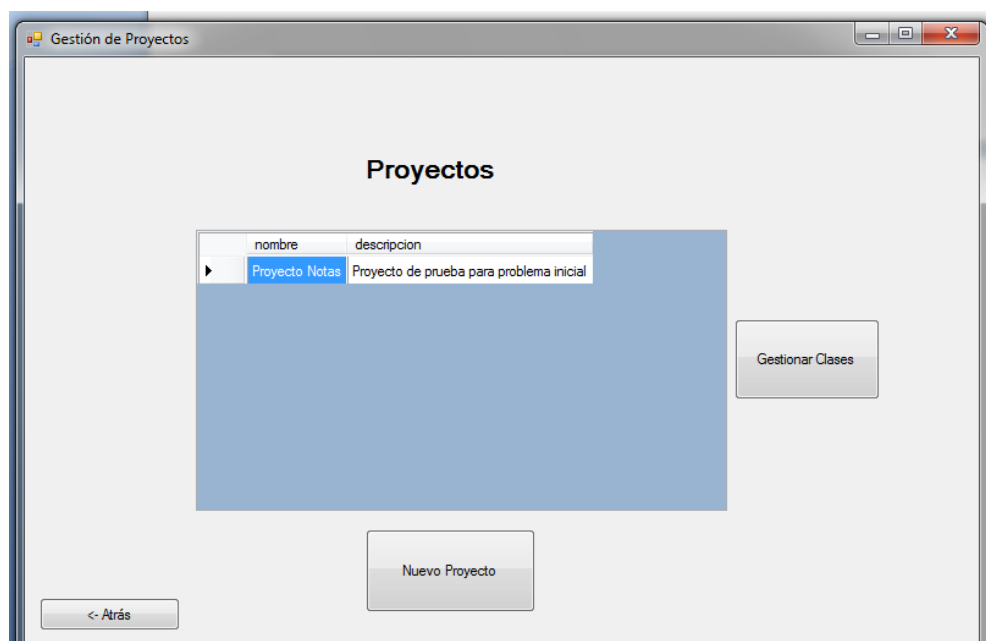 Gestión de Proyectos
Proyectos
nombre descripcion
Proyecto Notas Proyecto de prueba para problema inicial
Gestionar Clases
Nuevo Proyecto
<- Atrás